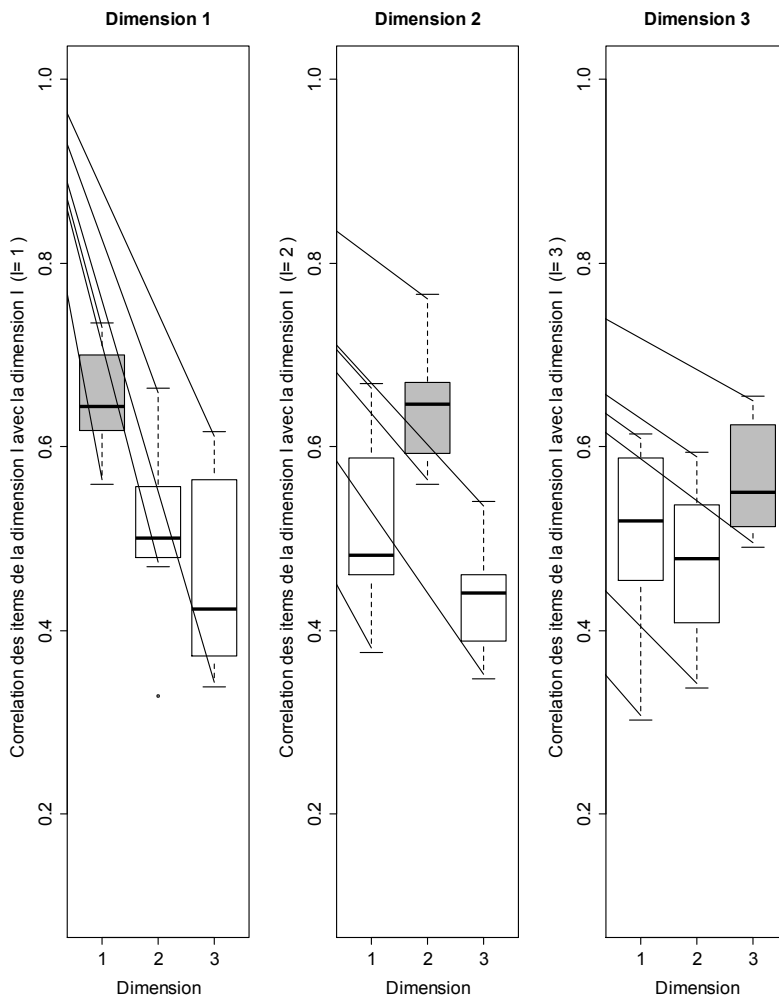 Dimension 1
Correlation des items de la dimension l avec la dimension l (l= 1 )
1.0
0.8
0.6
0.4
0.2
1 2 3
Dimension
Dimension 2
Correlation des items de la dimension l avec la dimension l (l= 2 )
1.0
0.8
0.6
0.4
0.2
1 2 3
Dimension
Dimension 3
Correlation des items de la dimension l avec la dimension l (l= 3 )
1.0
0.8
0.6
0.4
0.2
1 2 3
Dimension